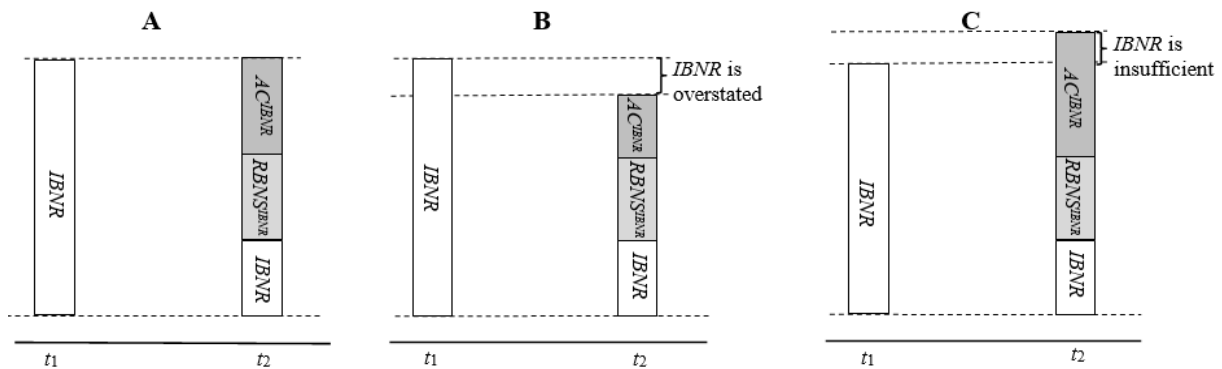 A
B
C
IBNR
AC^IBNR
RBNS^IBNR
IBNR
t1
t2
IBNR
AC^IBNR
RBNS^IBNR
IBNR
IBNR is
overstated
t1
t2
IBNR
AC^IBNR
RBNS^IBNR
IBNR
IBNR is
insufficient
t1
t2